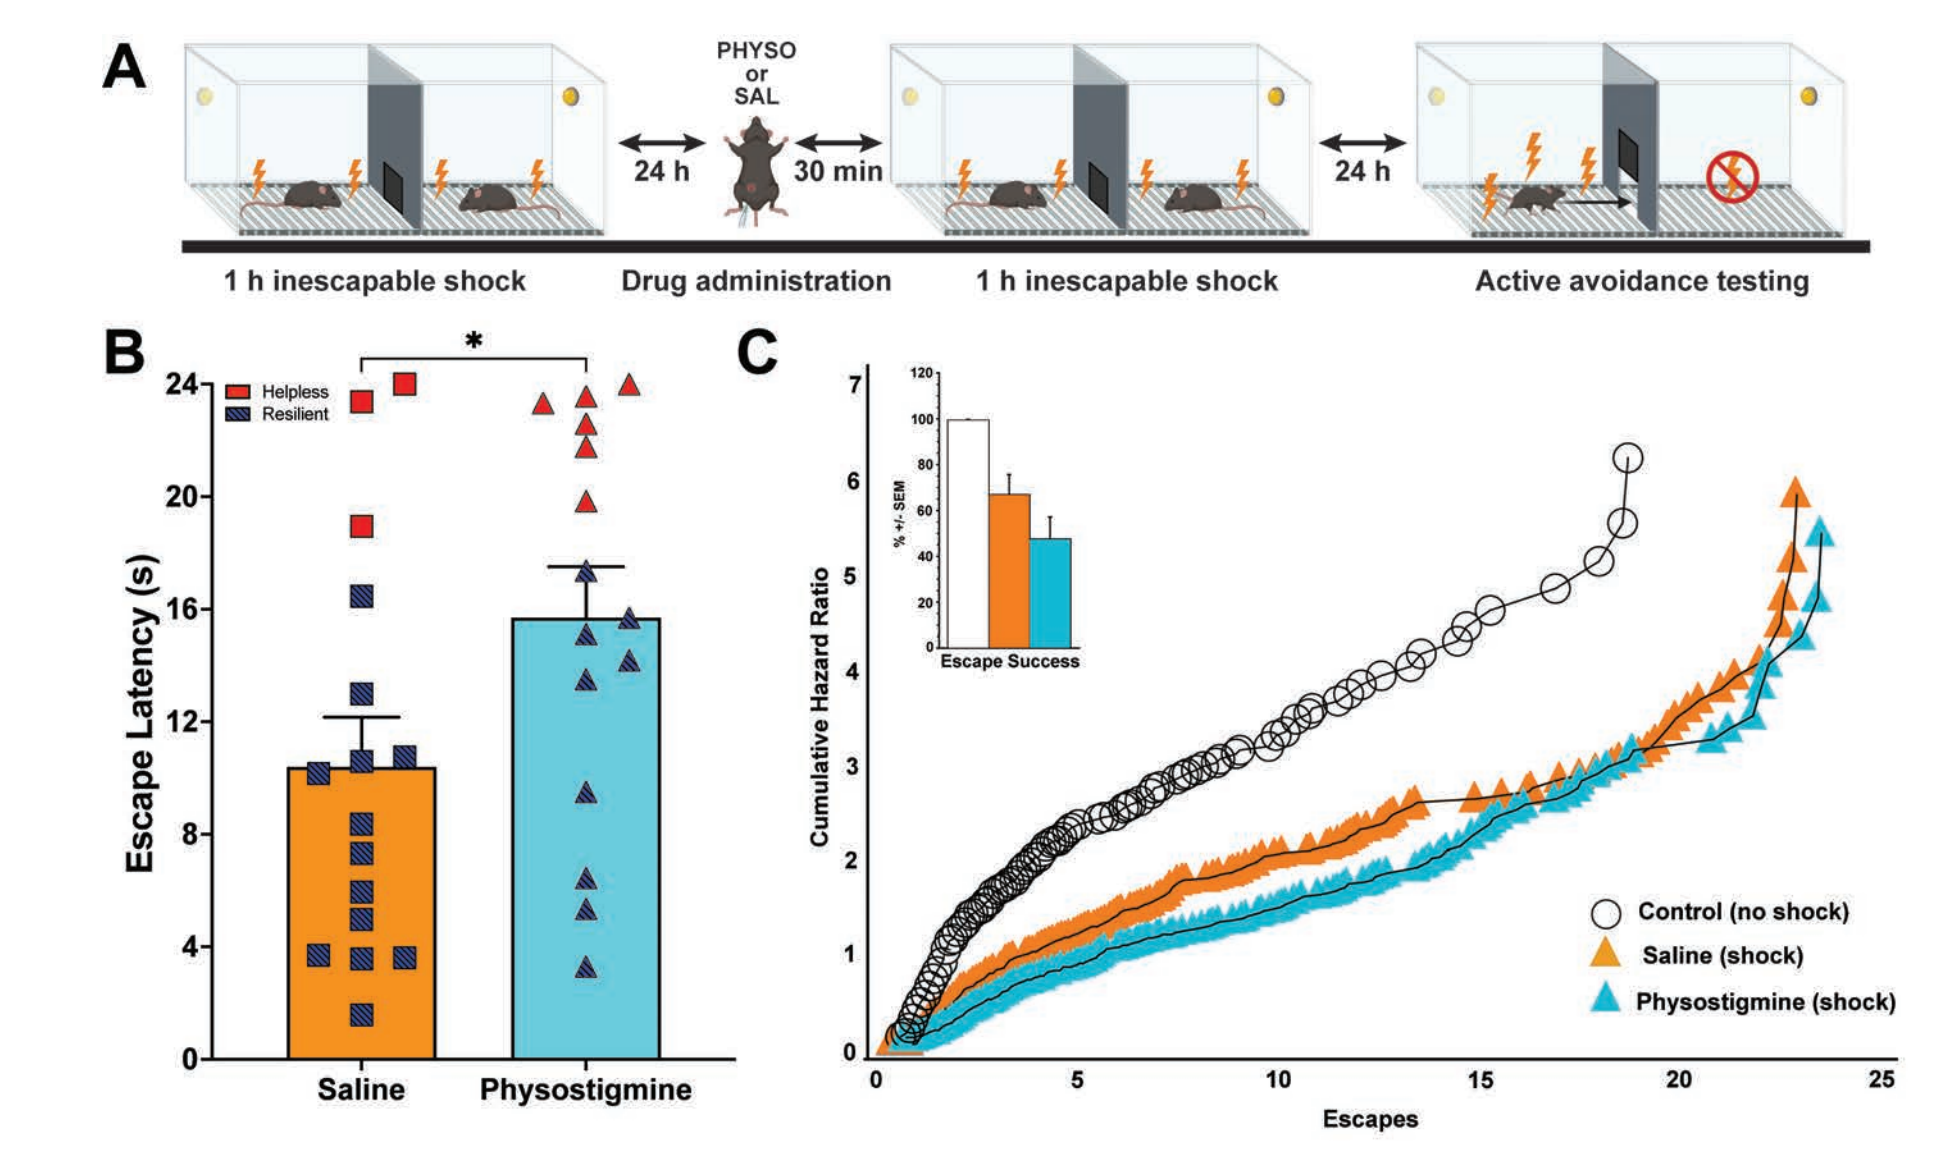 A
PHYSO
or
SAL
24 h
30 min
24 h
1 h inescapable shock
Drug administration
1 h inescapable shock
Active avoidance testing
B
*
Helpless
Resilient
Escape Latency (s)
24
20
16
12
8
4
0
Saline
Physostigmine
C
Cumulative Hazard Ratio
7
6
5
4
3
2
1
0
% +/- SEM
120
100
80
60
40
20
0
Escape Success
Control (no shock)
Saline (shock)
Physostigmine (shock)
0
5
10
15
20
25
Escapes